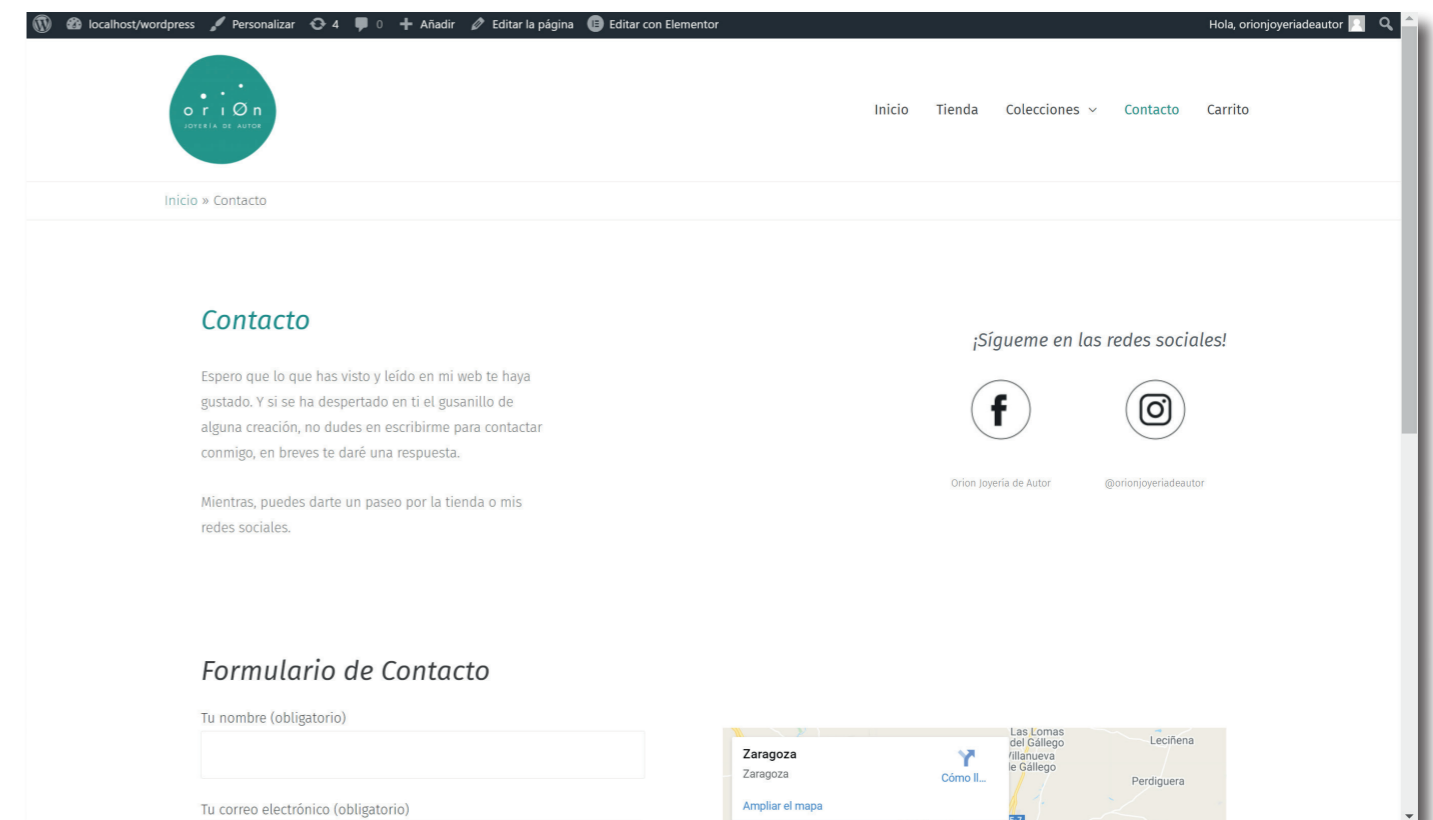 localhost/wordpress Personalizar 4 0 Añadir Editar la página Editar con Elementor Hola, orionjoyeriadeautor
oriØn
JOYERÍA DE AUTOR
Inicio Tienda Colecciones Contacto Carrito
Inicio » Contacto
Contacto
Espero que lo que has visto y leído en mi web te haya
gustado. Y si se ha despertado en ti el gusanillo de
alguna creación, no dudes en escribirme para contactar
conmigo, en breves te daré una respuesta.
Mientras, puedes darte un paseo por la tienda o mis
redes sociales.
¡Sígueme en las redes sociales!
Orion Joyería de Autor @orionjoyeriadeautor
Formulario de Contacto
Tu nombre (obligatorio)
Tu correo electrónico (obligatorio)
Zaragoza
Zaragoza
Cómo ll...
Ampliar el mapa
Las Lomas
del Gállego
Villanueva
de Gállego
Leciñena
Perdiguera